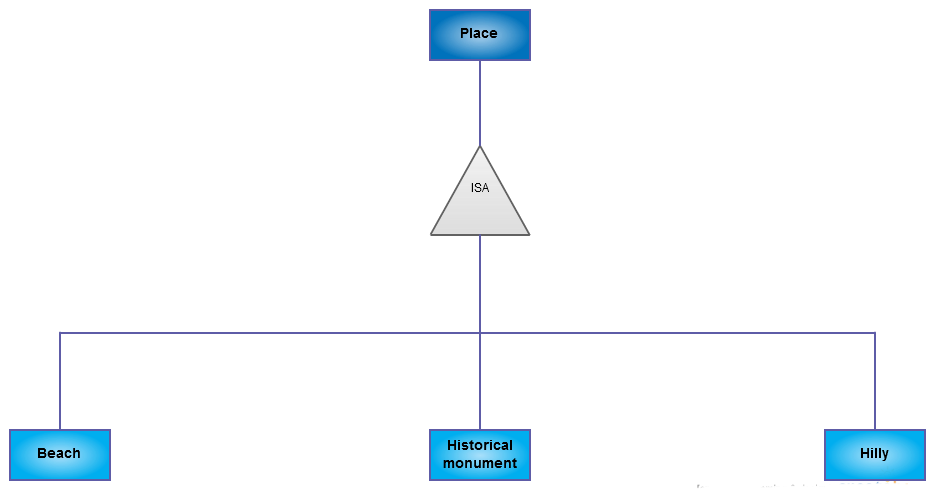 Place
ISA
Beach
Historical
monument
Hilly